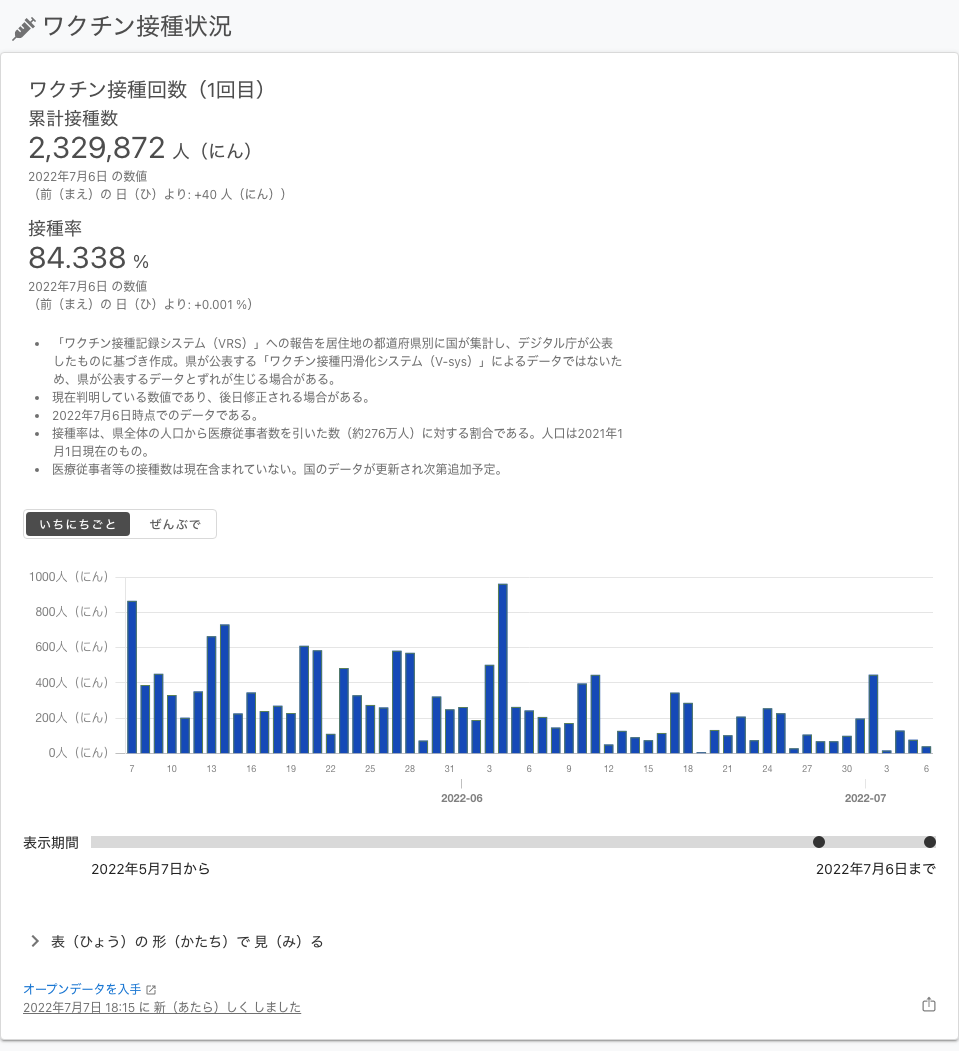 ワクチン接種状況
ワクチン接種回数（1回目）
累計接種数
2,329,872 人（にん）
2022年7月6日 の数値
（前（まえ）の 日（ひ）より: +40 人（にん））
接種率
84.338 %
2022年7月6日 の数値
（前（まえ）の 日（ひ）より: +0.001 %）
• 「ワクチン接種記録システム（VRS）」への報告を居住地の都道府県別に国が集計し、デジタル庁が公表
したものに基づき作成。県が公表する「ワクチン接種円滑化システム（V-sys）」によるデータではないた
め、県が公表するデータとずれが生じる場合がある。
• 現在判明している数値であり、後日修正される場合がある。
• 2022年7月6日時点でのデータである。
• 接種率は、県全体の人口から医療従事者数を引いた数（約276万人）に対する割合である。人口は2021年1
月1日現在のもの。
• 医療従事者等の接種数は現在含まれていない。国のデータが更新され次第追加予定。
いちにちごと ぜんぶで
1000人（にん）
800人（にん）
600人（にん）
400人（にん）
200人（にん）
0人（にん）
7 10 13 16 19 22 25 28 31 3 6 9 12 15 18 21 24 27 30 3 6
2022-06 2022-07
表示期間
2022年5月7日から 2022年7月6日まで
表（ひょう）の 形（かたち）で 見（み）る
オープンデータを入手
2022年7月7日 18:15 に 新（あたら）しく しました